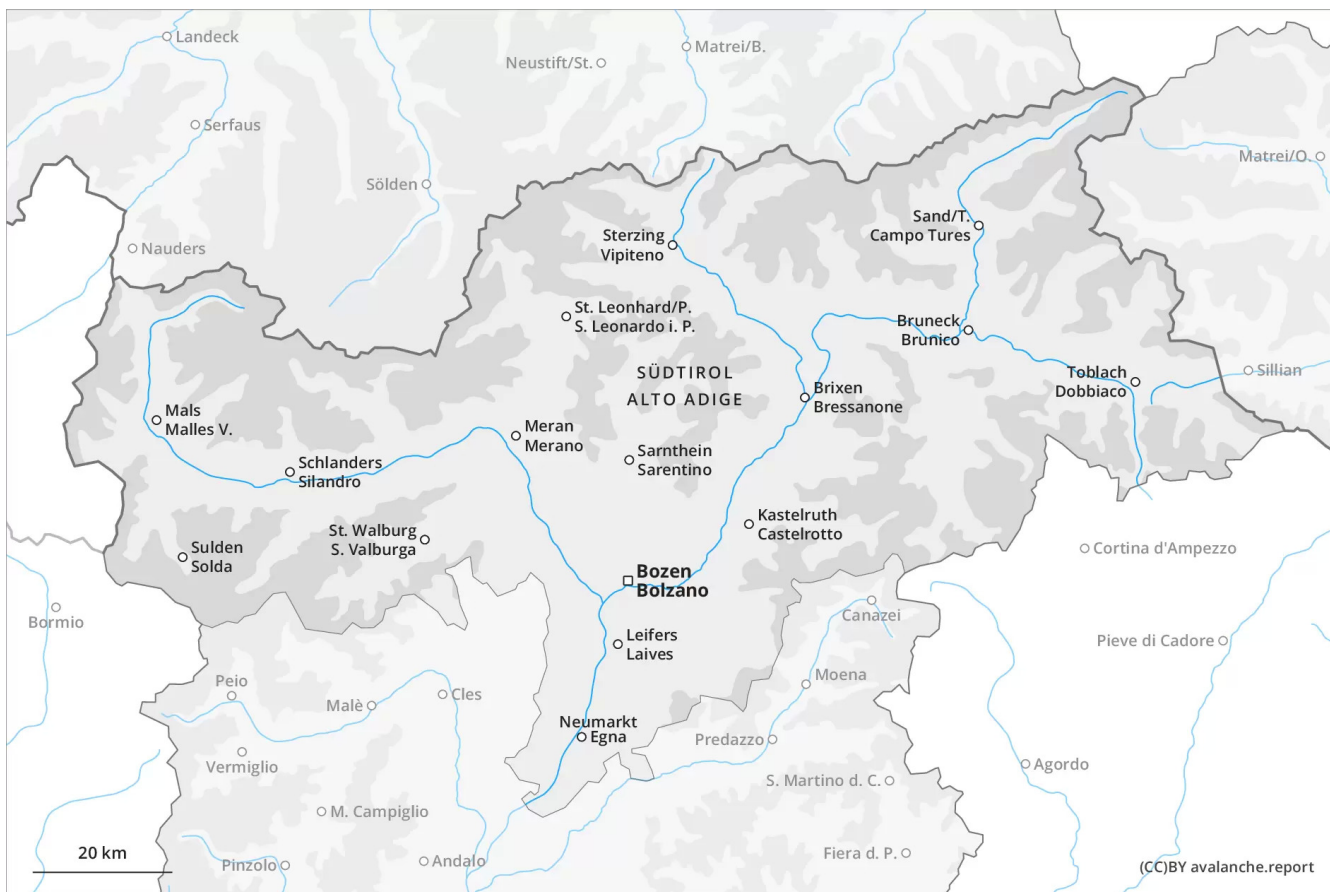 Landeck
Matrei/B.
Neustift/St.
Serfaus
Matrei/O.
Sölden
Sand/T.
Campo Tures
Sterzing
Vipiteno
Nauders
St. Leonhard/P.
S. Leonardo i. P.
Bruneck
Brunico
SÜDTIROL
ALTO ADIGE
Toblach
Dobbiaco
Sillian
Brixen
Bressanone
Mals
Malles V.
Meran
Merano
Sarnthein
Sarentino
Schlanders
Silandro
Kastelruth
Castelrotto
St. Walburg
S. Valburga
Sulden
Solda
Cortina d'Ampezzo
Bozen
Bolzano
Bormio
Canazei
Leifers
Laives
Pieve di Cadore
Peio
Moena
Malè
Cles
Neumarkt
Egna
Predazzo
Vermiglio
Agordo
S. Martino d. C.
M. Campiglio
20 km
Pinzolo
Andalo
Fiera d. P.
(CC)BY avalanche.report